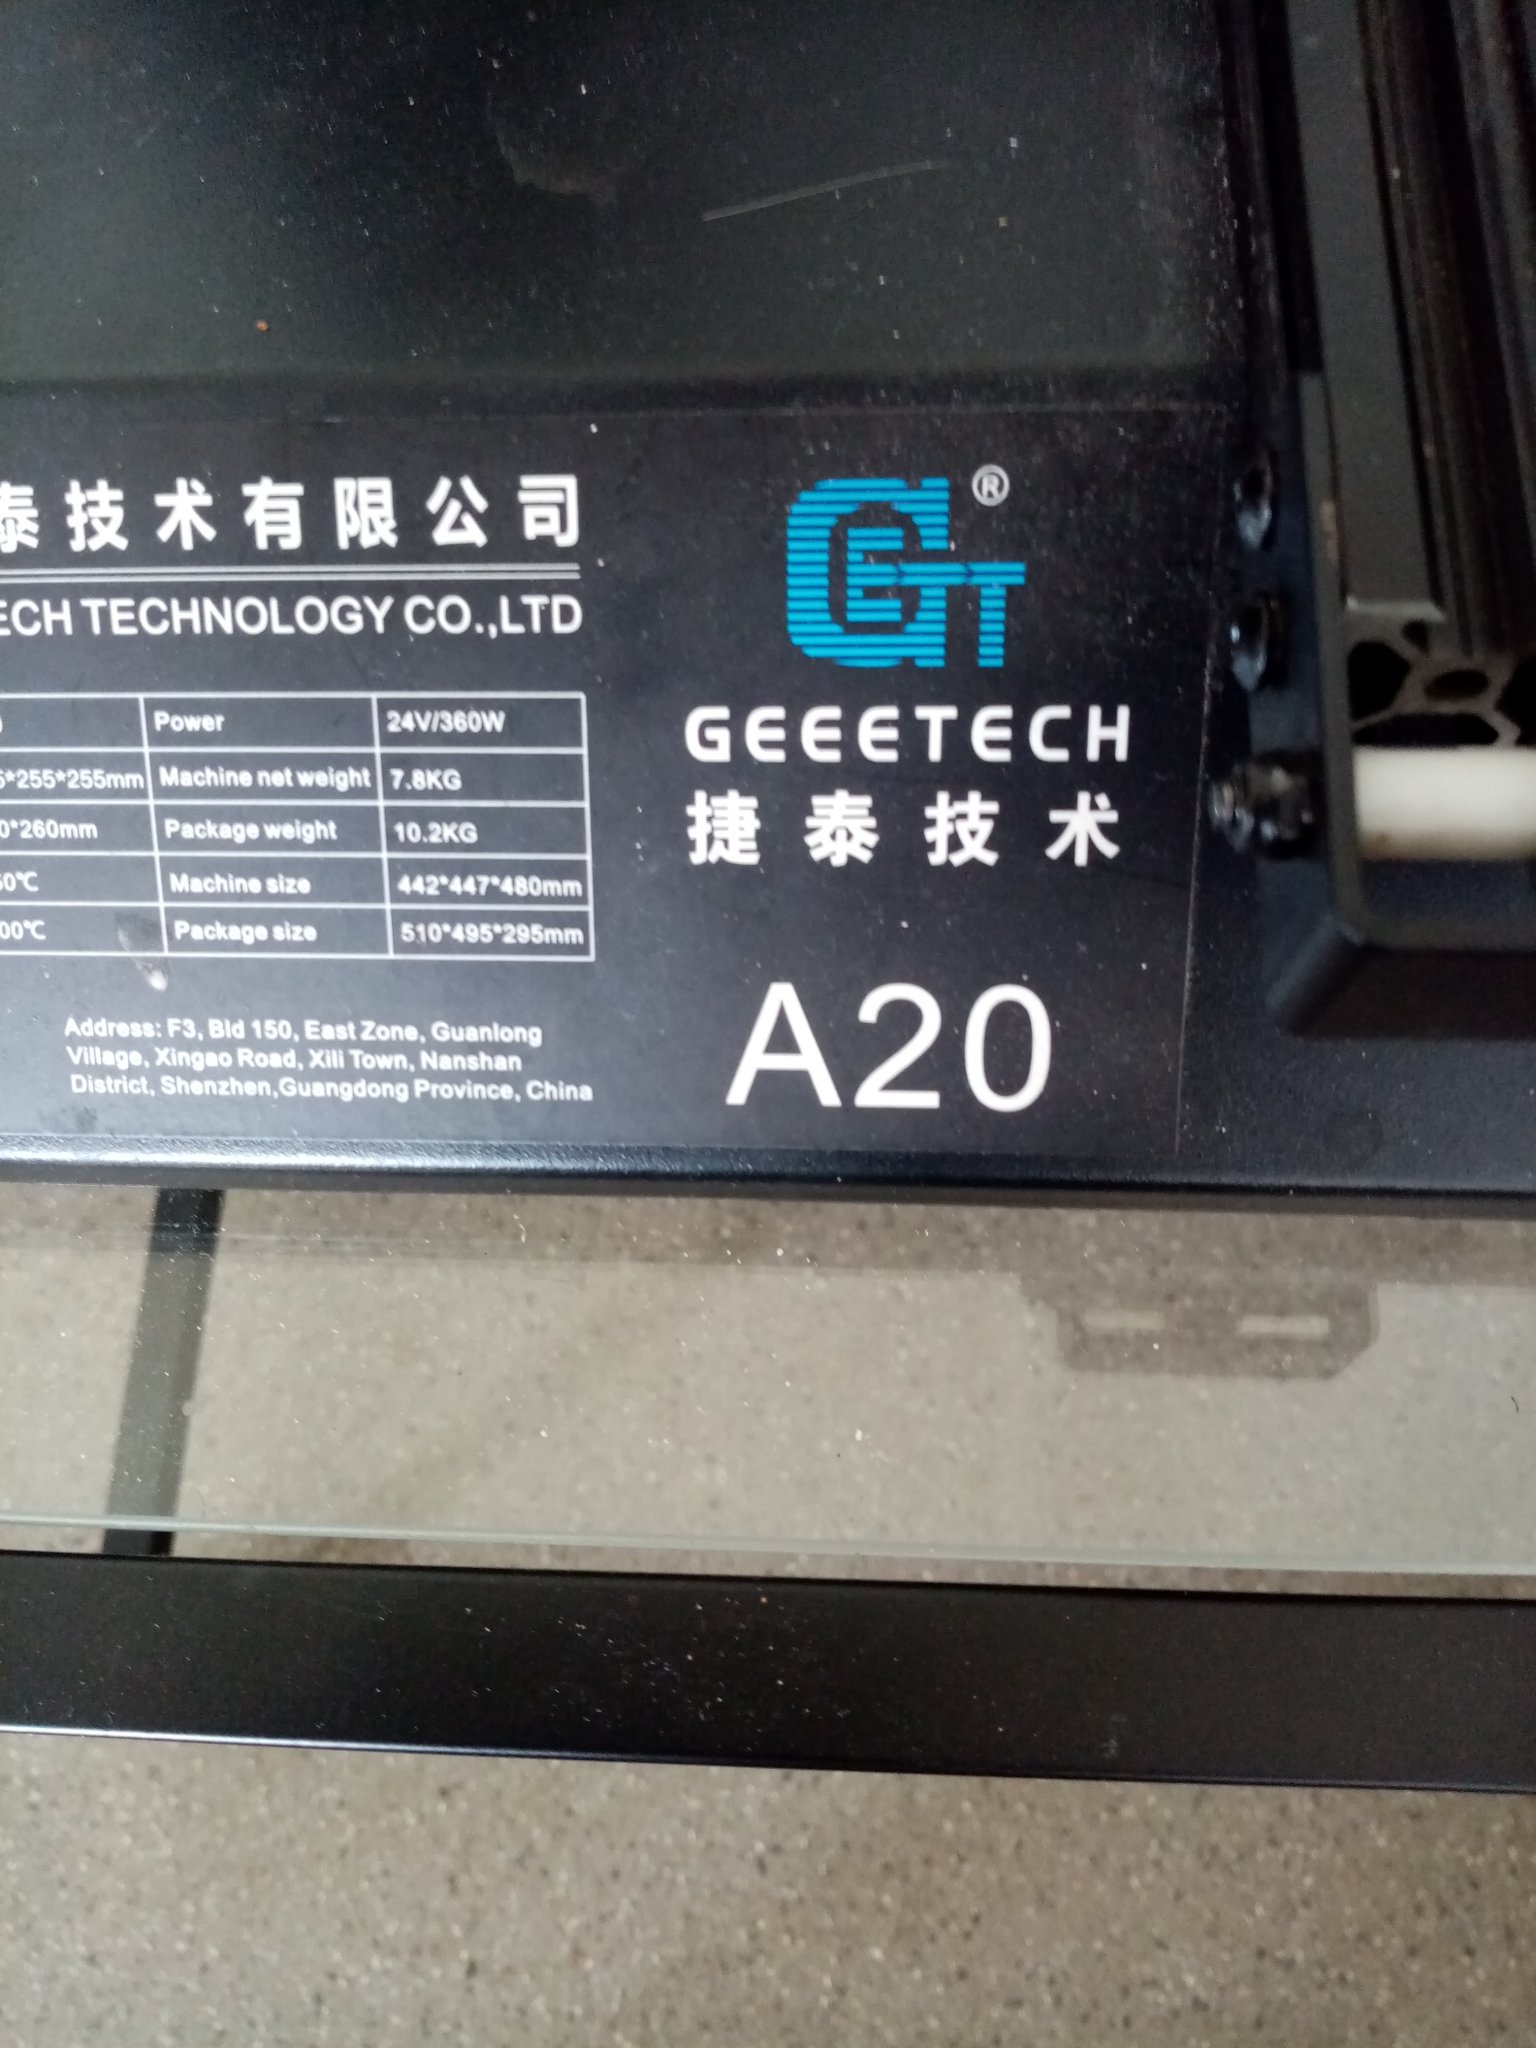 泰技术有限公司
ECH TECHNOLOGY CO.,LTD
Power 24V/360W
5*255*255mm Machine net weight 7.8KG
0*260mm Package weight 10.2KG
50℃ Machine size 442*447*480mm
00℃ Package size 510*495*295mm
Address: F3, Bld 150, East Zone, Guanlong
Village, Xingao Road, Xili Town, Nanshan
District, Shenzhen,Guangdong Province, China
GET ®
GEEETECH
捷泰技术
A20